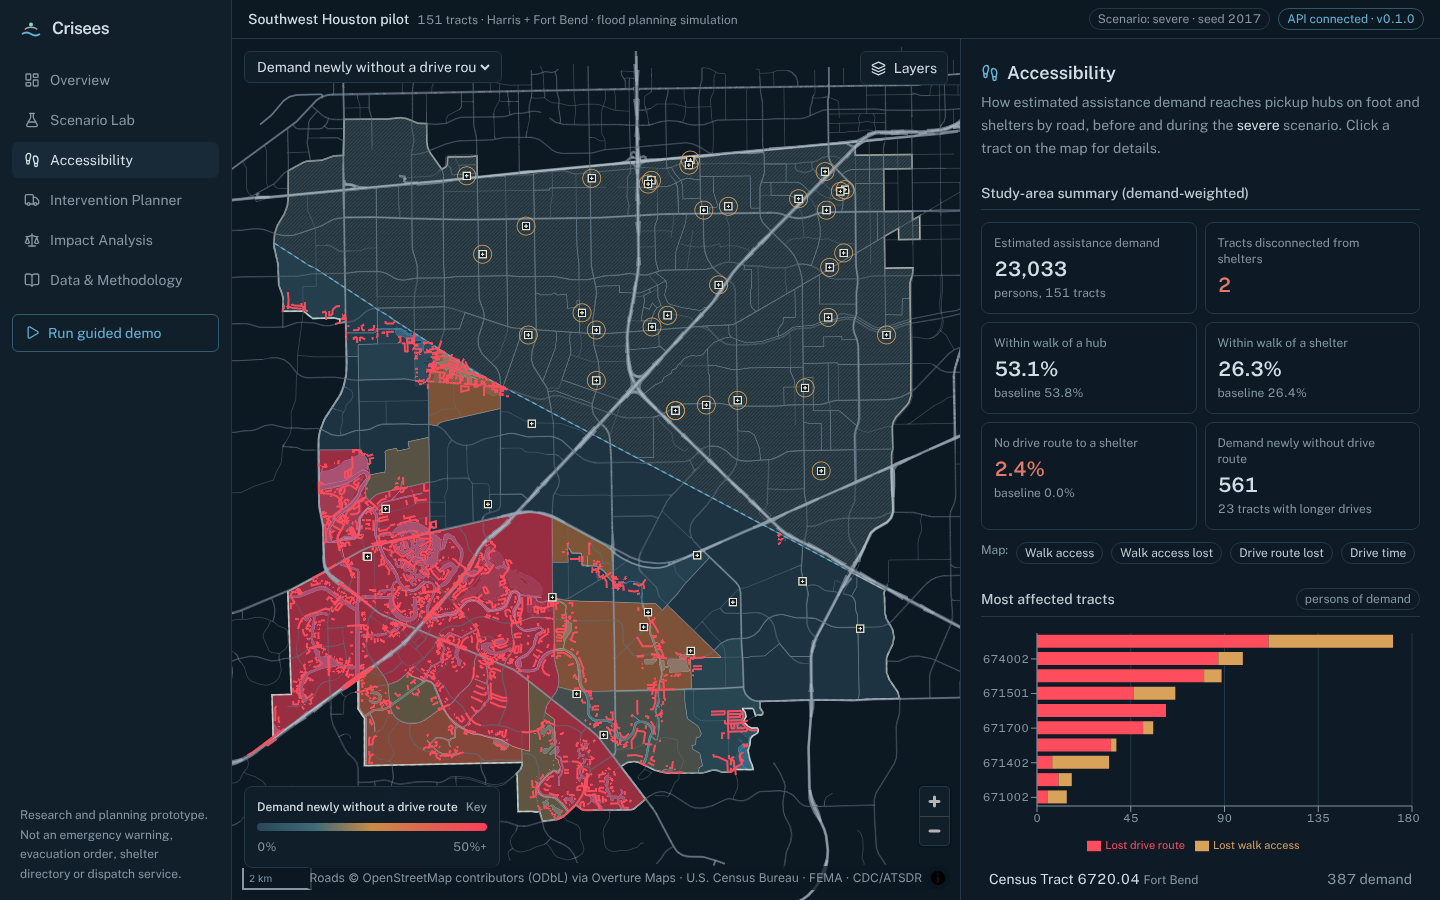 Crisees
Overview
Scenario Lab
Accessibility
Intervention Planner
Impact Analysis
Data & Methodology
Run guided demo
Research and planning prototype.
Not an emergency warning,
evacuation order, shelter
directory or dispatch service.
Southwest Houston pilot 151 tracts · Harris + Fort Bend · flood planning simulation
Scenario: severe · seed 2017
API connected · v0.1.0
Demand newly without a drive rou
Layers
Demand newly without a drive route Key
0% 50%+
2 km
Roads © OpenStreetMap contributors (ODbL) via Overture Maps · U.S. Census Bureau · FEMA · CDC/ATSDR
Accessibility
How estimated assistance demand reaches pickup hubs on foot and
shelters by road, before and during the severe scenario. Click a
tract on the map for details.
Study-area summary (demand-weighted)
Estimated assistance demand
23,033
persons, 151 tracts
Tracts disconnected from
shelters
2
Within walk of a hub
53.1%
baseline 53.8%
Within walk of a shelter
26.3%
baseline 26.4%
No drive route to a shelter
2.4%
baseline 0.0%
Demand newly without drive
route
561
23 tracts with longer drives
Map: Walk access Walk access lost Drive route lost Drive time
Most affected tracts
persons of demand
674002
671501
671700
671402
671002
0 45 90 135 180
Lost drive route Lost walk access
Census Tract 6720.04 Fort Bend 387 demand